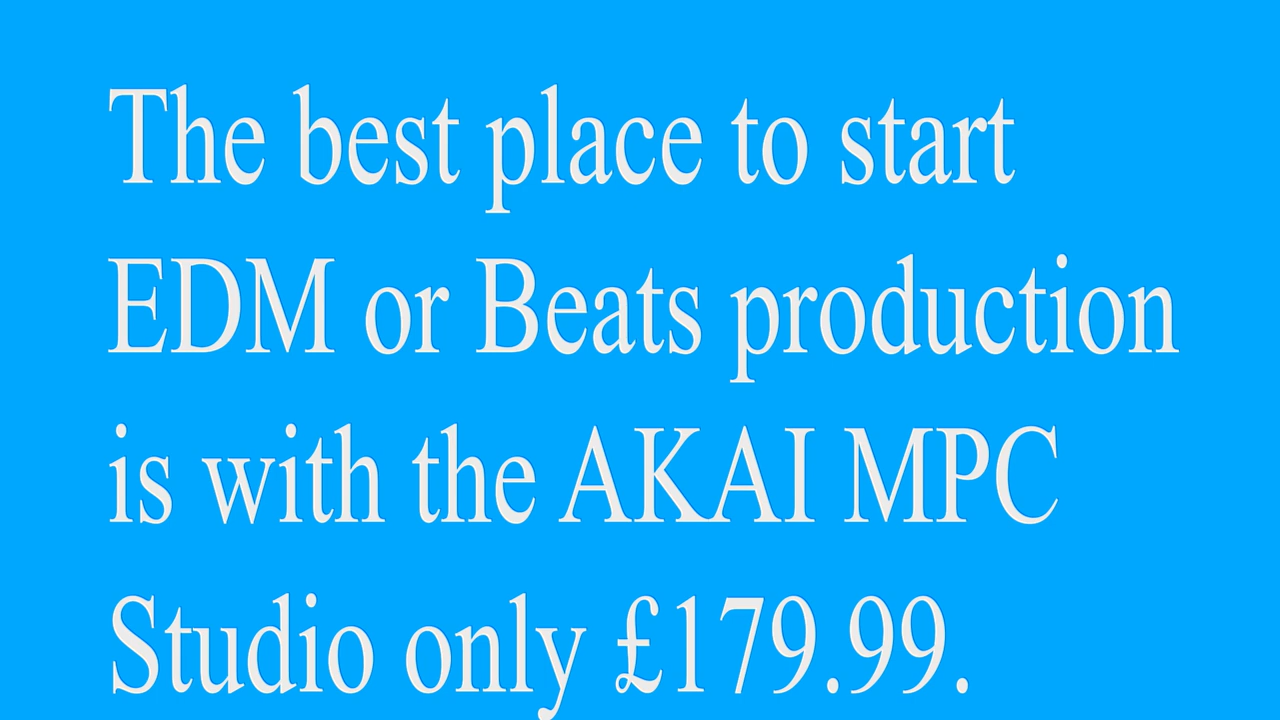 The best place to start
EDM or Beats production
is with the AKAI MPC
Studio only £179.99.